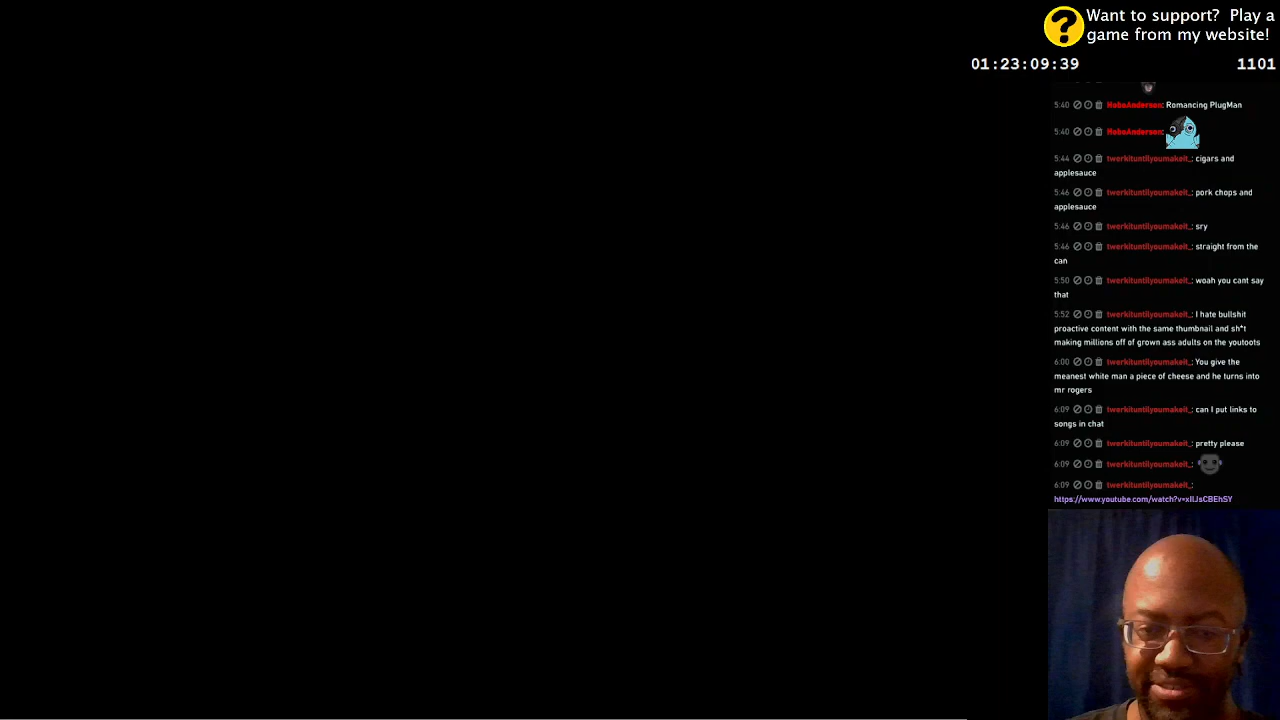 Want to support? Play a
game from my website!
01:23:09:39 1101
5:40 HoboAnderson: Romancing PlugMan
5:40 HoboAnderson:
5:44 twerkituntilyoumakeit_: cigars and
applesauce
5:46 twerkituntilyoumakeit_: pork chops and
applesauce
5:46 twerkituntilyoumakeit_: sry
5:46 twerkituntilyoumakeit_: straight from the
can
5:50 twerkituntilyoumakeit_: woah you cant say
that
5:52 twerkituntilyoumakeit_: I hate bullshit
proactive content with the same thumbnail and sh*t
making millions off of grown ass adults on the youtoots
6:00 twerkituntilyoumakeit_: You give the
meanest white man a piece of cheese and he turns into
mr rogers
6:09 twerkituntilyoumakeit_: can I put links to
songs in chat
6:09 twerkituntilyoumakeit_: pretty please
6:09 twerkituntilyoumakeit_:
6:09 twerkituntilyoumakeit_: